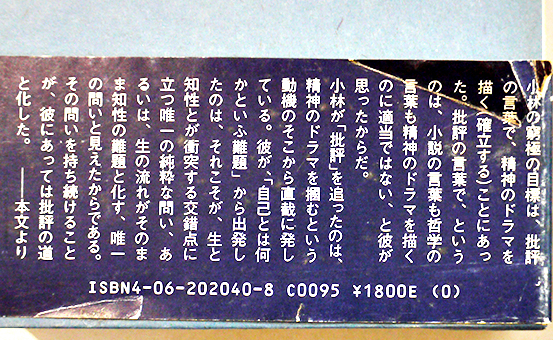 小林の窮極の目標は、批評
の言葉で、精神のドラマを
描く確立することにあっ
た。批評の言葉で、という
のは、小説の言葉も哲学の
言葉も精神のドラマを描く
のに適当ではない、と彼が
思ったからだ。
小林が「批評」を追ったのは、
精神のドラマを摑むという
動機のそこから直截に発し
ている。彼が、「自己とは何
かといふ難題」から出発し
たのは、それこそが、生と
知性とが衝突する交錯点に
立つ唯一の純粋な問い、あ
るいは、生の流れがそのま
ま知性の難題と化す、唯一
の問いと見えたからである。
その問いを持ち続けること
が、彼にあっては批評の道
と化した。――本文より
ISBN4-06-202040-8 C0095 ¥1800E (0)